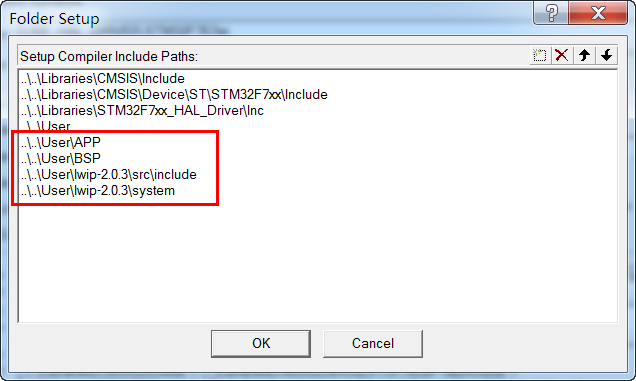 Folder Setup
Setup Compiler Include Paths:
..\..\Libraries\CMSIS\Include
..\..\Libraries\CMSIS\Device\ST\STM32F7xx\Include
..\..\Libraries\STM32F7xx_HAL_Driver\Inc
..\..\User
..\..\User\APP
..\..\User\BSP
..\..\User\lwip-2.0.3\src\include
..\..\User\lwip-2.0.3\system
OK Cancel